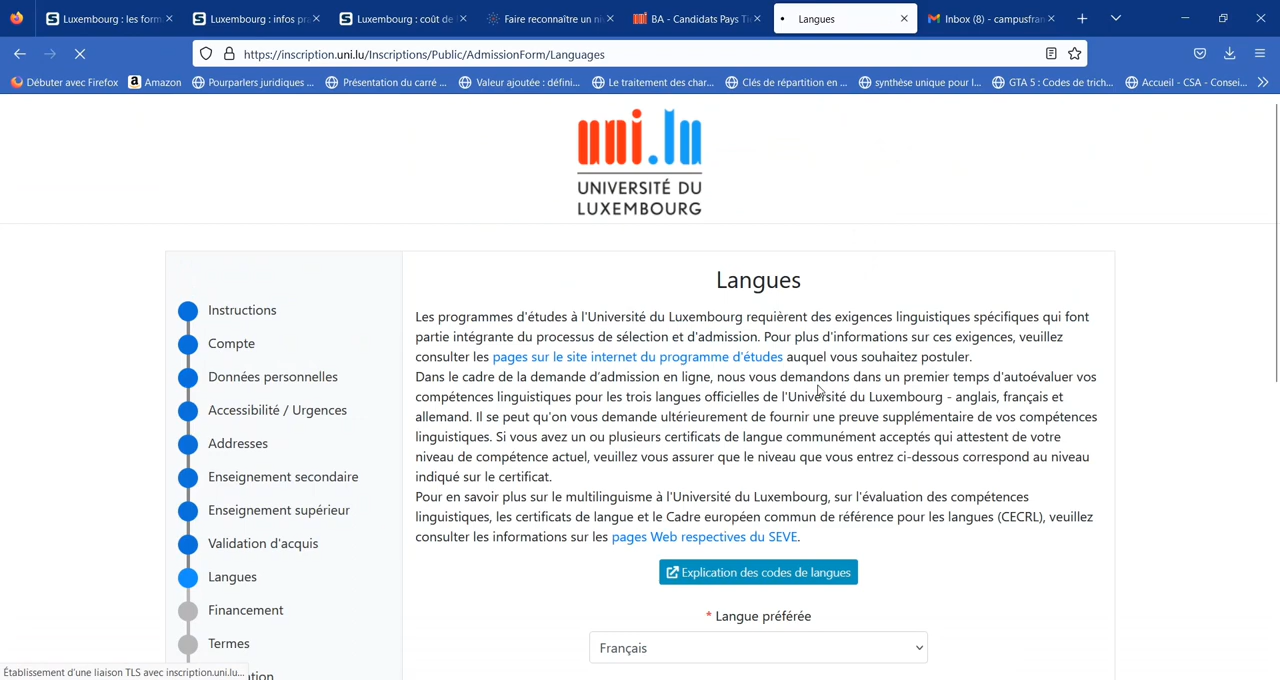 Luxembourg : les form
Luxembourg : infos pra
Luxembourg : coût de
Faire reconnaître un ni
BA - Candidats Pays Tie
Langues
Inbox (8) - campusfran
https://inscription.uni.lu/Inscriptions/Public/AdmissionForm/Languages
Débuter avec Firefox
Amazon
Pourparlers juridiques ...
Présentation du carré ...
Valeur ajoutée : défini...
Le traitement des char...
Clés de répartition en ...
synthèse unique pour l...
GTA 5 : Codes de trich...
Accueil - CSA - Consei...
uni.lu
UNIVERSITÉ DU
LUXEMBOURG
Instructions
Compte
Données personnelles
Accessibilité / Urgences
Addresses
Enseignement secondaire
Enseignement supérieur
Validation d'acquis
Langues
Financement
Termes
Langues
Les programmes d'études à l'Université du Luxembourg requièrent des exigences linguistiques spécifiques qui font
partie intégrante du processus de sélection et d'admission. Pour plus d'informations sur ces exigences, veuillez
consulter les pages sur le site internet du programme d'études auquel vous souhaitez postuler.
Dans le cadre de la demande d'admission en ligne, nous vous demandons dans un premier temps d'autoévaluer vos
compétences linguistiques pour les trois langues officielles de l'Université du Luxembourg - anglais, français et
allemand. Il se peut qu'on vous demande ultérieurement de fournir une preuve supplémentaire de vos compétences
linguistiques. Si vous avez un ou plusieurs certificats de langue communément acceptés qui attestent de votre
niveau de compétence actuel, veuillez vous assurer que le niveau que vous entrez ci-dessous correspond au niveau
indiqué sur le certificat.
Pour en savoir plus sur le multilinguisme à l'Université du Luxembourg, sur l'évaluation des compétences
linguistiques, les certificats de langue et le Cadre européen commun de référence pour les langues (CECRL), veuillez
consulter les informations sur les pages Web respectives du SEVE.
Explication des codes de langues
* Langue préférée
Français
Établissement d'une liaison TLS avec inscription.uni.lu...